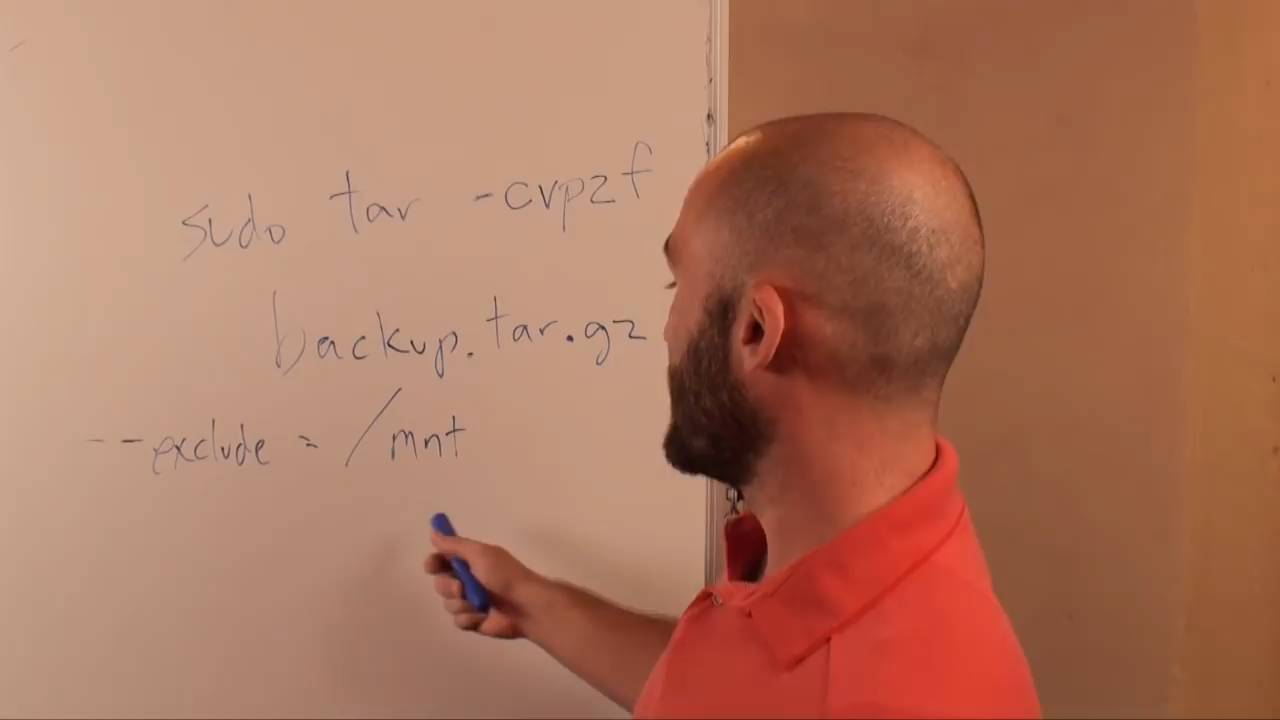 sudo tar -cvpzf
backup.tar.gz
--exclude = /mnt